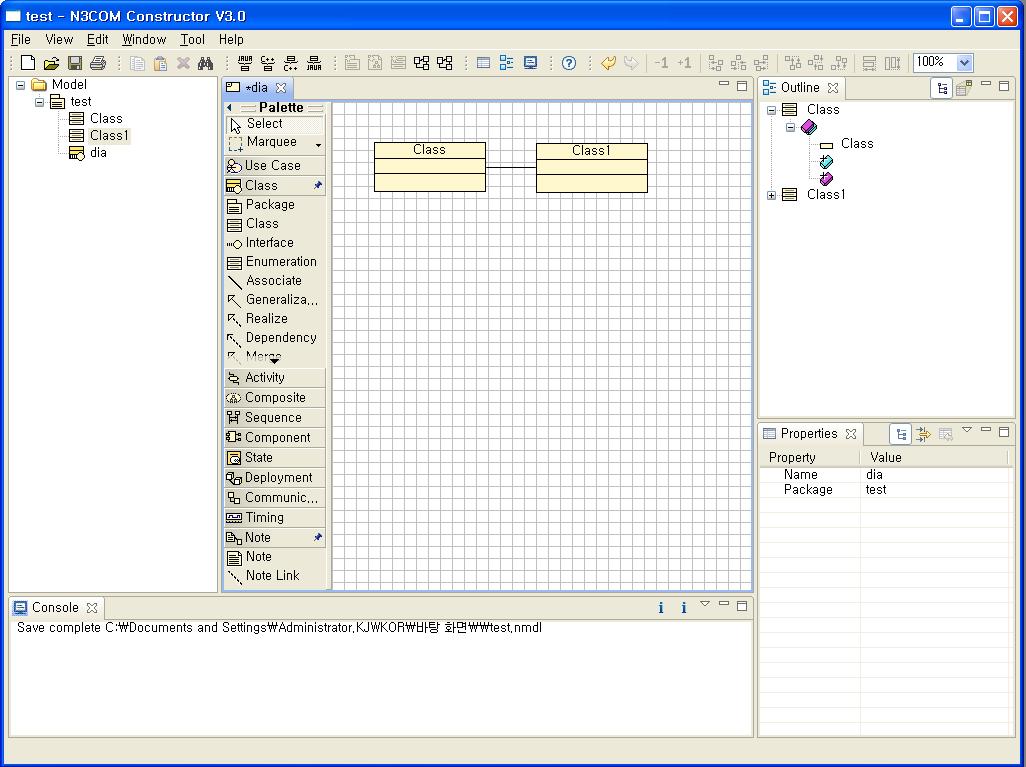 test - N3COM Constructor V3.0
File View Edit Window Tool Help
-1 +1 100%
Model
test
Class
Class1
dia
*dia
Palette
Select
Marquee
Use Case
Class
Package
Class
Interface
Enumeration
Associate
Generaliza...
Realize
Dependency
Merge
Activity
Composite
Sequence
Component
State
Deployment
Communic...
Timing
Note
Note
Note Link
Class
Class1
Outline
Class
Class
Class1
Properties
Property Value
Name dia
Package test
Console
Save complete C:₩Documents and Settings₩Administrator.KJWKOR₩바탕 화면₩₩test.nmdl